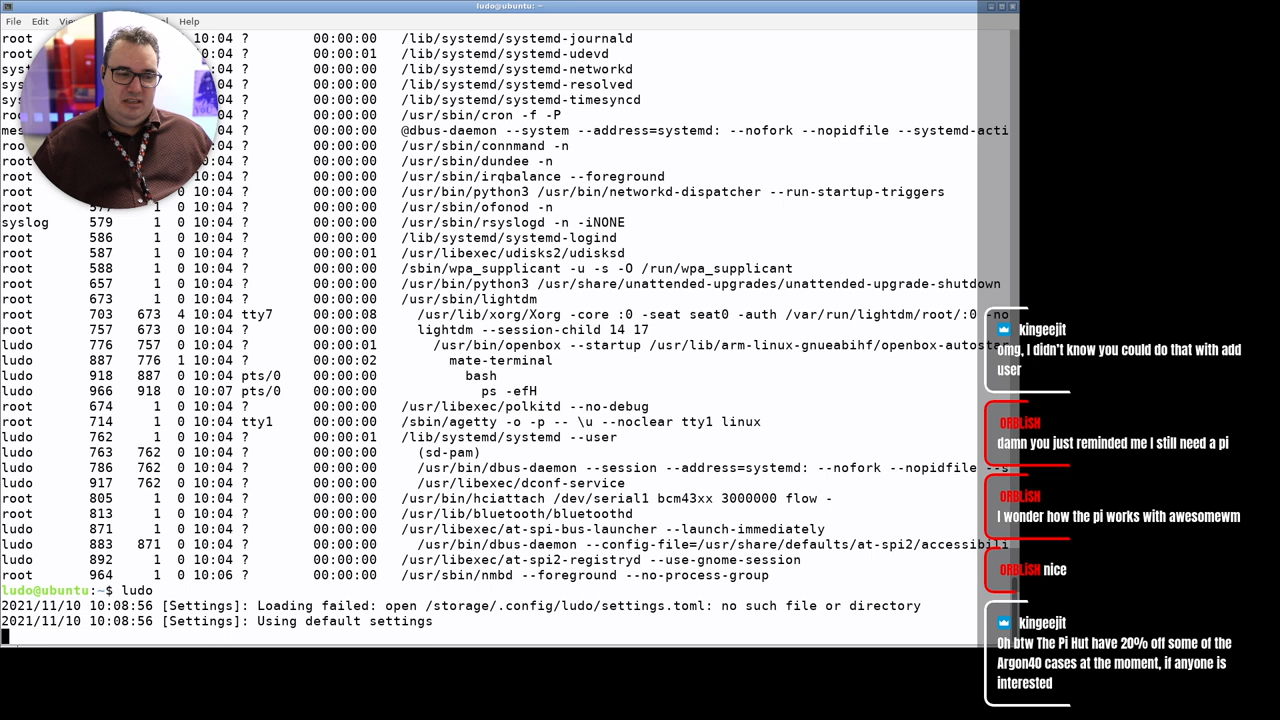 ludo@ubuntu: ~
File Edit Help
root 10:04 ? 00:00:00 /lib/systemd/systemd-journald
root 10:04 ? 00:00:01 /lib/systemd/systemd-udevd
10:04 ? 00:00:00 /lib/systemd/systemd-networkd
10:04 ? 00:00:00 /lib/systemd/systemd-resolved
10:04 ? 00:00:00 /lib/systemd/systemd-timesyncd
10:04 ? 00:00:00 /usr/sbin/cron -f -P
10:04 ? 00:00:00 @dbus-daemon --system --address=systemd: --nofork --nopidfile --systemd-acti
10:04 ? 00:00:00 /usr/sbin/connmand -n
10:04 ? 00:00:00 /usr/sbin/dundee -n
10:04 ? 00:00:00 /usr/sbin/irqbalance --foreground
root 0 10:04 ? 00:00:00 /usr/bin/python3 /usr/bin/networkd-dispatcher --run-startup-triggers
root 577 1 0 10:04 ? 00:00:00 /usr/sbin/ofonod -n
syslog 579 1 0 10:04 ? 00:00:00 /usr/sbin/rsyslogd -n -iNONE
root 586 1 0 10:04 ? 00:00:00 /lib/systemd/systemd-logind
root 587 1 0 10:04 ? 00:00:01 /usr/libexec/udisks2/udisksd
root 588 1 0 10:04 ? 00:00:00 /sbin/wpa_supplicant -u -s -O /run/wpa_supplicant
root 657 1 0 10:04 ? 00:00:00 /usr/bin/python3 /usr/share/unattended-upgrades/unattended-upgrade-shutdown
root 673 1 0 10:04 ? 00:00:00 /usr/sbin/lightdm
root 703 673 4 10:04 tty7 00:00:08 /usr/lib/xorg/Xorg -core :0 -seat seat0 -auth /var/run/lightdm/root/:0 -no
root 757 673 0 10:04 ? 00:00:00 lightdm --session-child 14 17
ludo 776 757 0 10:04 ? 00:00:01 /usr/bin/openbox --startup /usr/lib/arm-linux-gnueabihf/openbox-autostar
ludo 887 776 1 10:04 ? 00:00:02 mate-terminal
ludo 918 887 0 10:04 pts/0 00:00:00 bash
ludo 966 918 0 10:07 pts/0 00:00:00 ps -efH
root 674 1 0 10:04 ? 00:00:00 /usr/libexec/polkitd --no-debug
root 714 1 0 10:04 tty1 00:00:00 /sbin/agetty -o -p -- \u --noclear tty1 linux
ludo 762 1 0 10:04 ? 00:00:01 /lib/systemd/systemd --user
ludo 763 762 0 10:04 ? 00:00:00 (sd-pam)
ludo 786 762 0 10:04 ? 00:00:00 /usr/bin/dbus-daemon --session --address=systemd: --nofork --nopidfile --s
ludo 917 762 0 10:04 ? 00:00:00 /usr/libexec/dconf-service
root 805 1 0 10:04 ? 00:00:00 /usr/bin/hciattach /dev/serial1 bcm43xx 3000000 flow -
root 813 1 0 10:04 ? 00:00:00 /usr/lib/bluetooth/bluetoothd
ludo 871 1 0 10:04 ? 00:00:00 /usr/libexec/at-spi-bus-launcher --launch-immediately
ludo 883 871 0 10:04 ? 00:00:00 /usr/bin/dbus-daemon --config-file=/usr/share/defaults/at-spi2/accessibili
ludo 892 1 0 10:04 ? 00:00:00 /usr/libexec/at-spi2-registryd --use-gnome-session
root 964 1 0 10:06 ? 00:00:00 /usr/sbin/nmbd --foreground --no-process-group
ludo@ubuntu:~$ ludo
2021/11/10 10:08:56 [Settings]: Loading failed: open /storage/.config/ludo/settings.toml: no such file or directory
2021/11/10 10:08:56 [Settings]: Using default settings
kingeejit
omg, I didn't know you could do that with add
user
ORBLiSH
damn you just reminded me I still need a pi
ORBLiSH
I wonder how the pi works with awesomewm
ORBLiSH nice
kingeejit
Oh btw The Pi Hut have 20% off some of the
Argon40 cases at the moment, if anyone is
interested